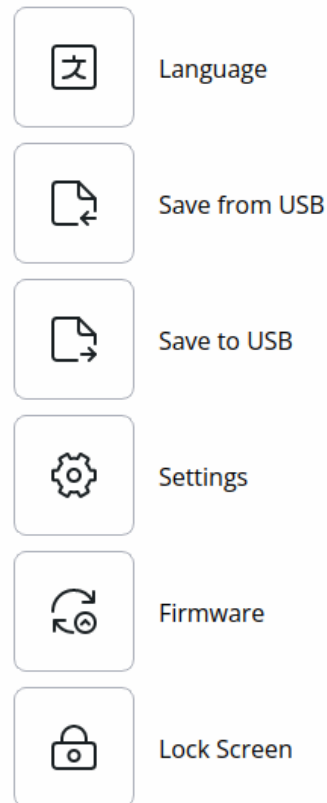 文
Language
Save from USB
Save to USB
Settings
Firmware
Lock Screen